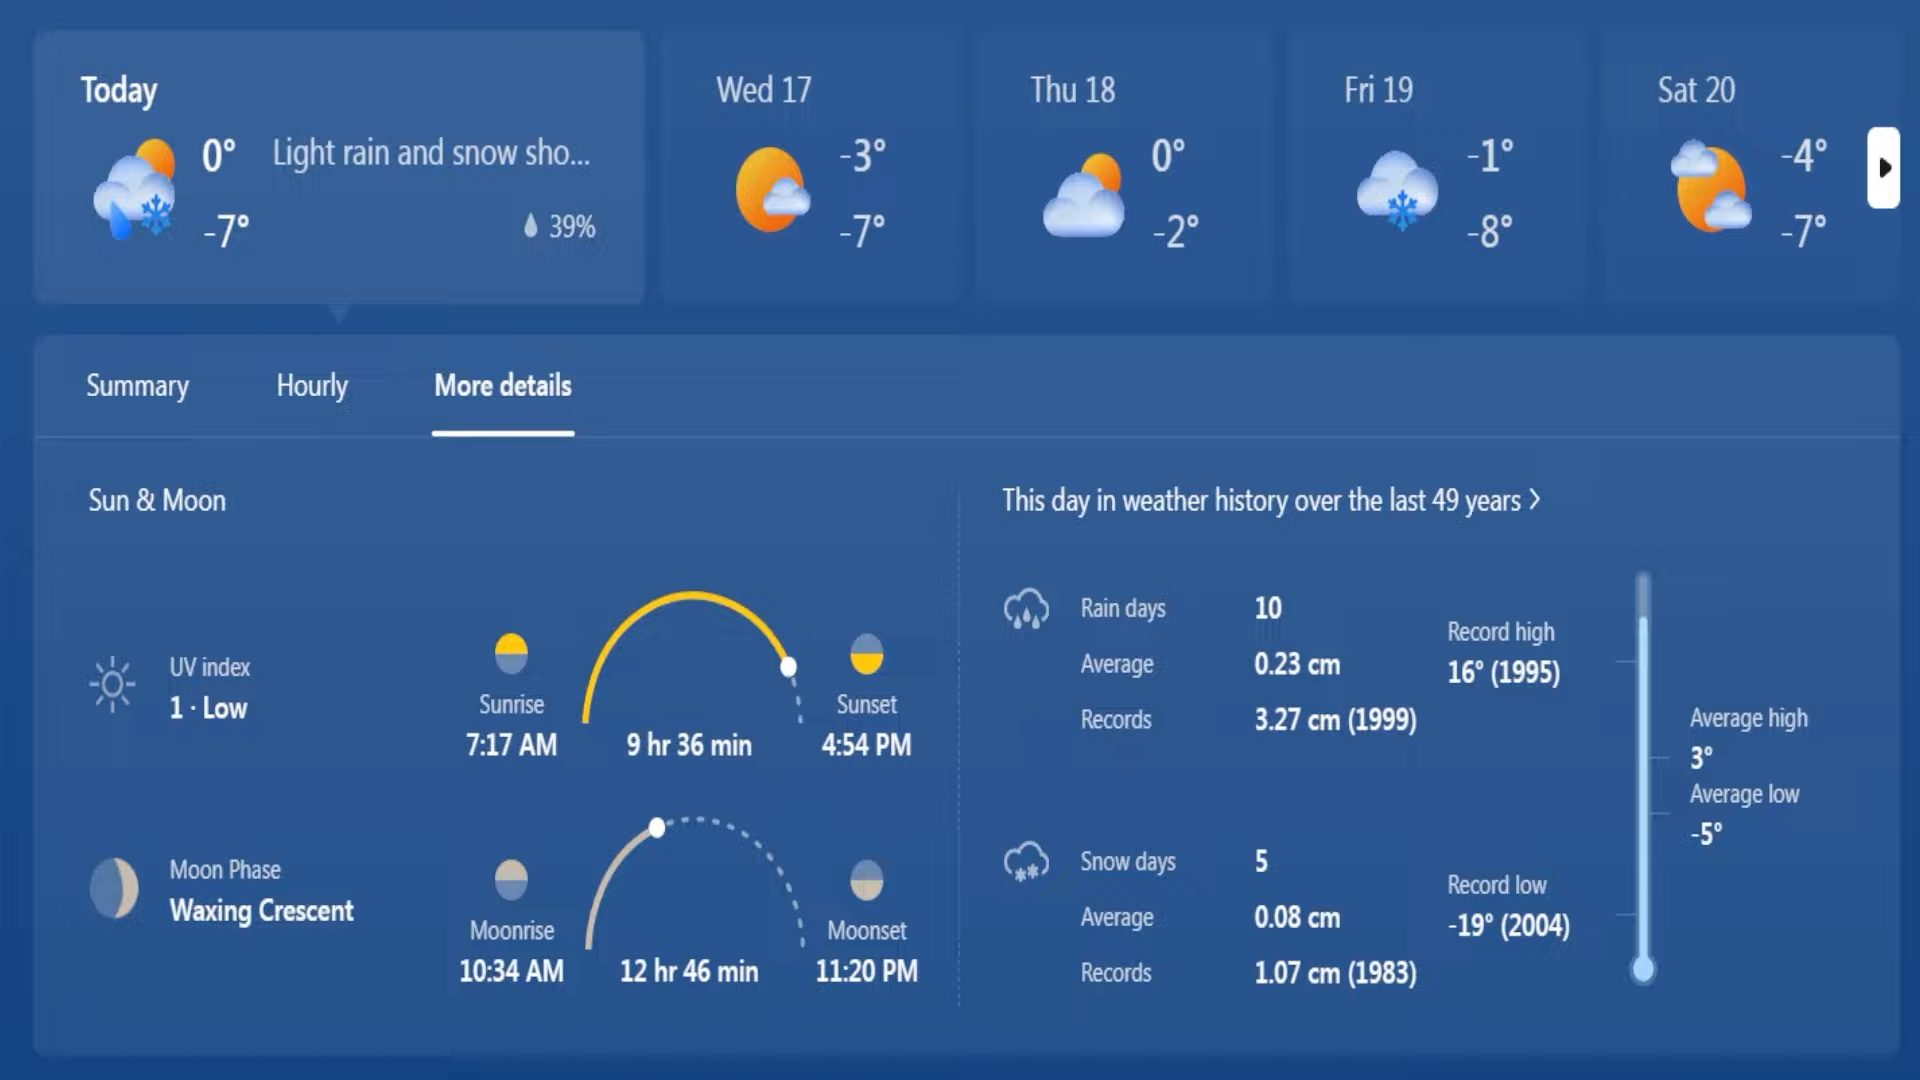 Today
0°
Light rain and snow sho...
-7°
39%
Wed 17
-3°
-7°
Thu 18
0°
-2°
Fri 19
-1°
-8°
Sat 20
-4°
-7°
Summary
Hourly
More details
Sun & Moon
UV index
1 · Low
Sunrise
7:17 AM
9 hr 36 min
Sunset
4:54 PM
Moon Phase
Waxing Crescent
Moonrise
10:34 AM
12 hr 46 min
Moonset
11:20 PM
This day in weather history over the last 49 years >
Rain days 10
Average 0.23 cm
Records 3.27 cm (1999)
Snow days 5
Average 0.08 cm
Records 1.07 cm (1983)
Record high
16° (1995)
Record low
-19° (2004)
Average high
3°
Average low
-5°